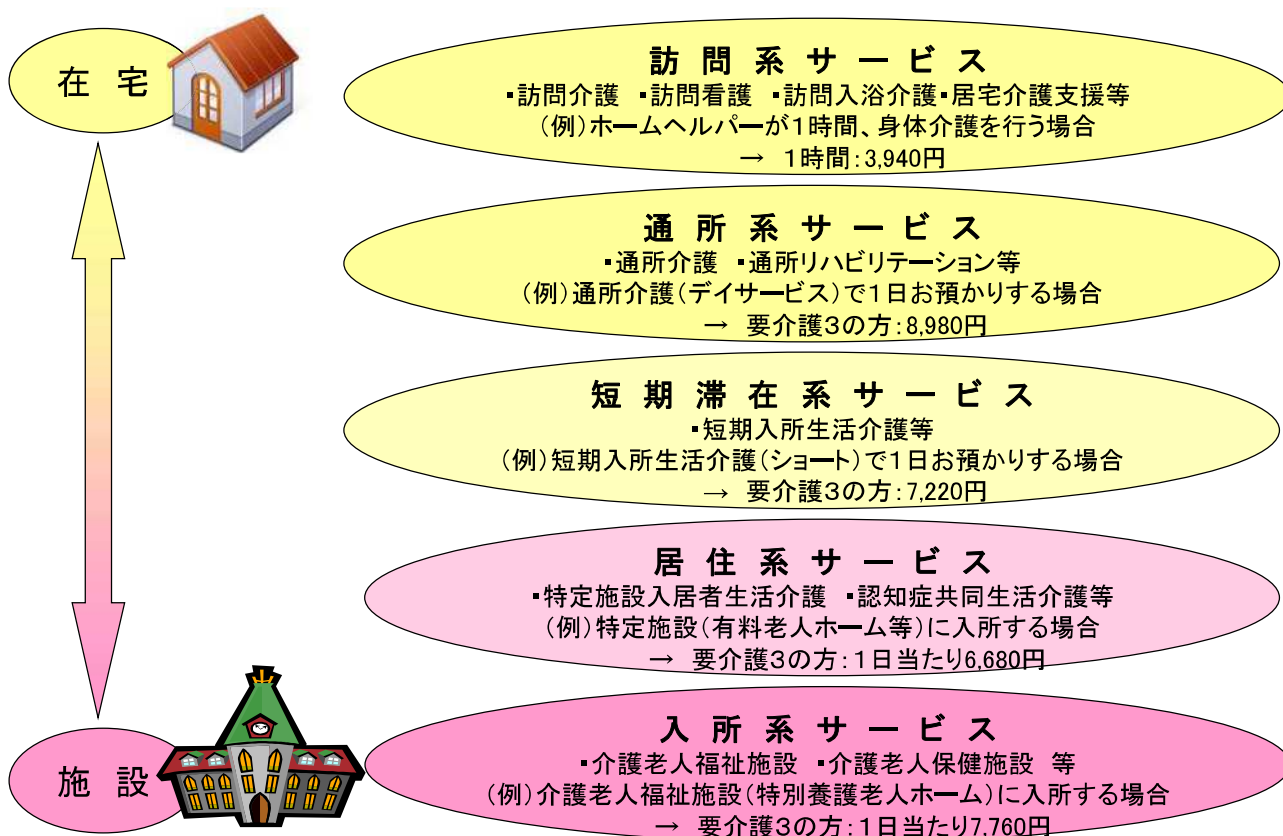 在 宅
訪 問 系 サ ー ビ ス
▪訪問介護 ▪訪問看護 ▪訪問入浴介護▪居宅介護支援等
(例)ホームヘルパーが1時間、身体介護を行う場合
→ 1時間:3,940円
通 所 系 サ ー ビ ス
▪通所介護 ▪通所リハビリテーション等
(例)通所介護(デイサービス)で1日お預かりする場合
→ 要介護3の方:8,980円
短 期 滞 在 系 サ ー ビ ス
▪短期入所生活介護等
(例)短期入所生活介護(ショート)で1日お預かりする場合
→ 要介護3の方:7,220円
居 住 系 サ ー ビ ス
▪特定施設入居者生活介護 ▪認知症共同生活介護等
(例)特定施設(有料老人ホーム等)に入所する場合
→ 要介護3の方:1日当たり6,680円
施 設
入 所 系 サ ー ビ ス
▪介護老人福祉施設 ▪介護老人保健施設 等
(例)介護老人福祉施設(特別養護老人ホーム)に入所する場合
→ 要介護3の方:1日当たり7,760円